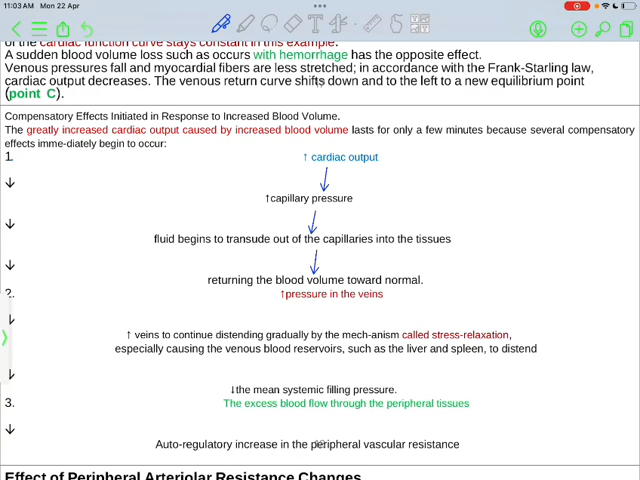 11:03 AM Mon 22 Apr
of the cardiac function curve stays constant in this example.
A sudden blood volume loss such as occurs with hemorrhage has the opposite effect.
Venous pressures fall and myocardial fibers are less stretched; in accordance with the Frank-Starling law,
cardiac output decreases. The venous return curve shifts down and to the left to a new equilibrium point
(point C).
Compensatory Effects Initiated in Response to Increased Blood Volume.
The greatly increased cardiac output caused by increased blood volume lasts for only a few minutes because several compensatory
effects imme-diately begin to occur:
1. ↑ cardiac output
↓
↑capillary pressure
↓
fluid begins to transude out of the capillaries into the tissues
↓
returning the blood volume toward normal.
2. ↑pressure in the veins
↓
↑ veins to continue distending gradually by the mech-anism called stress-relaxation,
especially causing the venous blood reservoirs, such as the liver and spleen, to distend
↓
↓the mean systemic filling pressure.
3. The excess blood flow through the peripheral tissues
↓
Auto-regulatory increase in the peripheral vascular resistance
Effect of Peripheral Arteriolar Resistance Changes